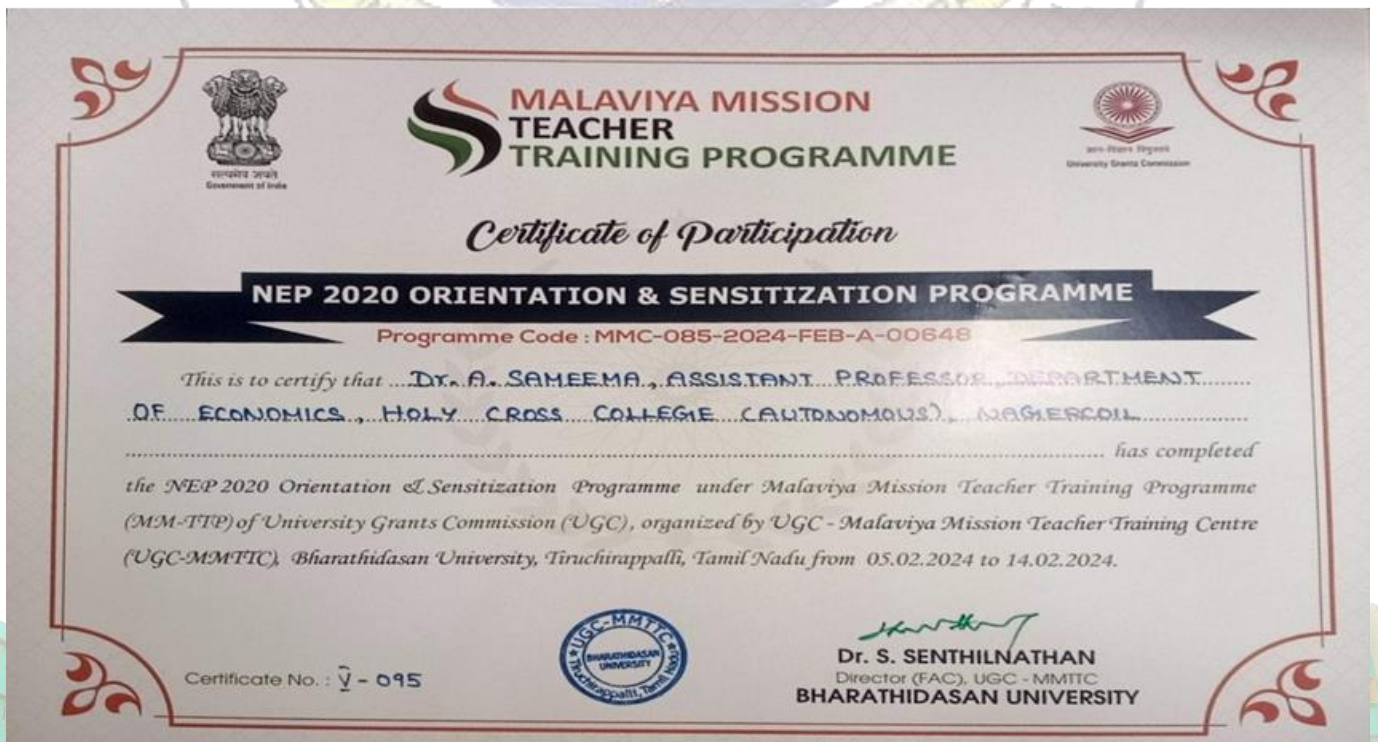 MALAVIYA MISSION
TEACHER
TRAINING PROGRAMME
सत्यमेव जयते
Government of India
ज्ञान-विज्ञान विमुक्तये
University Grants Commission
Certificate of Participation
NEP 2020 ORIENTATION & SENSITIZATION PROGRAMME
Programme Code : MMC-085-2024-FEB-A-00648
This is to certify that Dr. A. SAMEEMA, ASSISTANT PROFESSOR, DEPARTMENT
OF ECONOMICS, HOLY CROSS COLLEGE (AUTONOMOUS), NAGERCOIL
has completed
the NEP 2020 Orientation & Sensitization Programme under Malaviya Mission Teacher Training Programme
(MM-TTP) of University Grants Commission (UGC), organized by UGC - Malaviya Mission Teacher Training Centre
(UGC-MMTTC), Bharathidasan University, Tiruchirappalli, Tamil Nadu from 05.02.2024 to 14.02.2024.
UGC-MMTTC
BHARATHIDASAN
UNIVERSITY
Tiruchirappalli, Tamil Nadu
Dr. S. SENTHILNATHAN
Director (FAC), UGC - MMTTC
BHARATHIDASAN UNIVERSITY
Certificate No. : V - 095